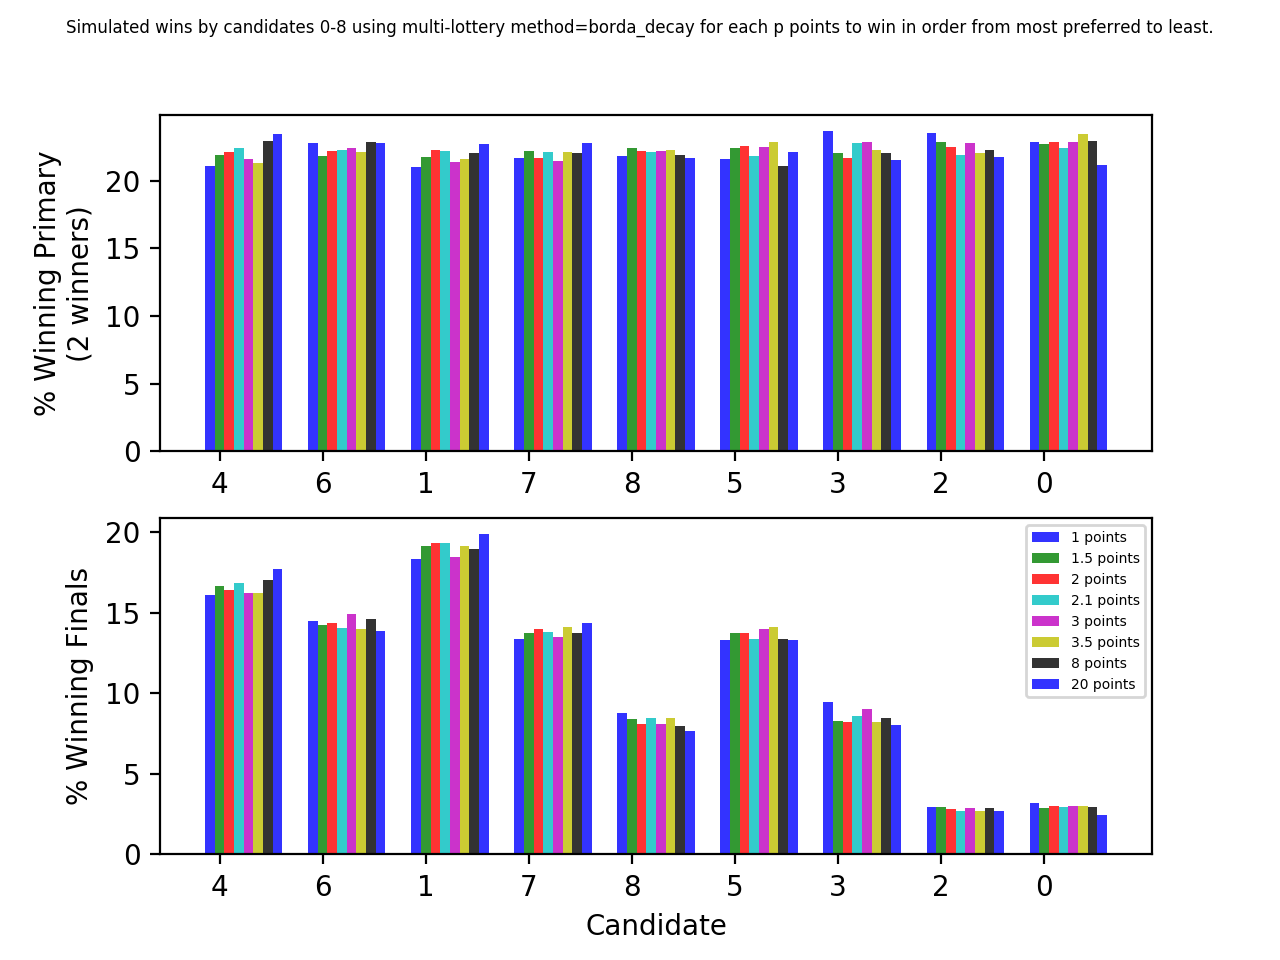 Simulated wins by candidates 0-8 using multi-lottery method=borda_decay for each p points to win in order from most preferred to least.
% Winning Primary
(2 winners)
20
15
10
5
0
4 6 1 7 8 5 3 2 0
% Winning Finals
20
15
10
5
0
1 points
1.5 points
2 points
2.1 points
3 points
3.5 points
8 points
20 points
4 6 1 7 8 5 3 2 0
Candidate